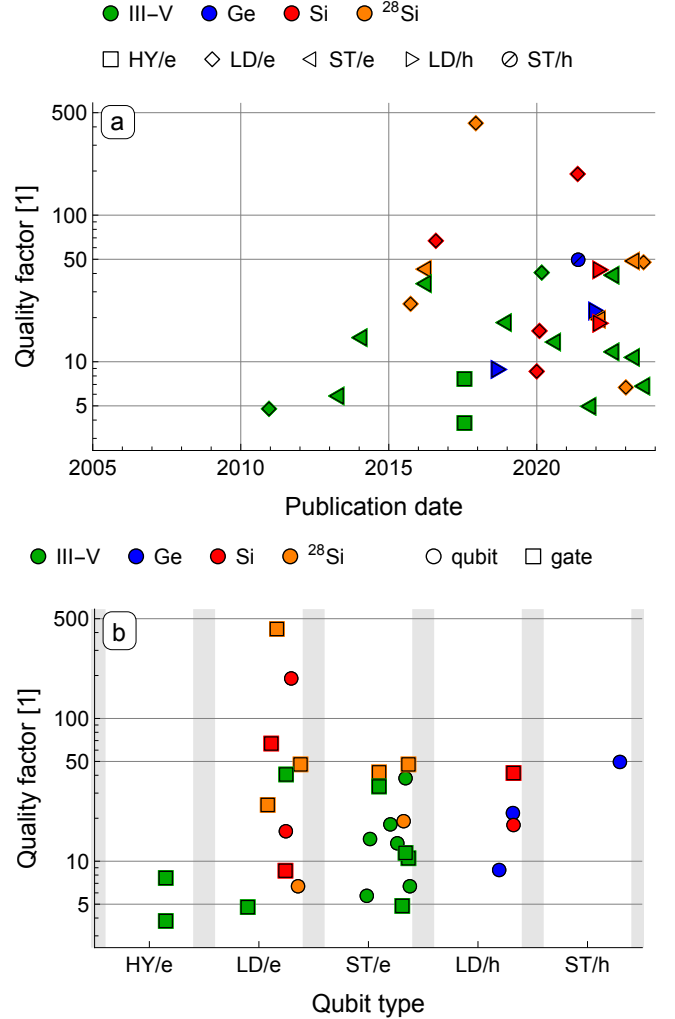 III–V Ge Si ²⁸Si
HY/e LD/e ST/e LD/h ST/h
a
500
100
50
10
5
Quality factor [1]
2005 2010 2015 2020
Publication date
III–V Ge Si ²⁸Si qubit gate
b
500
100
50
10
5
Quality factor [1]
HY/e LD/e ST/e LD/h ST/h
Qubit type